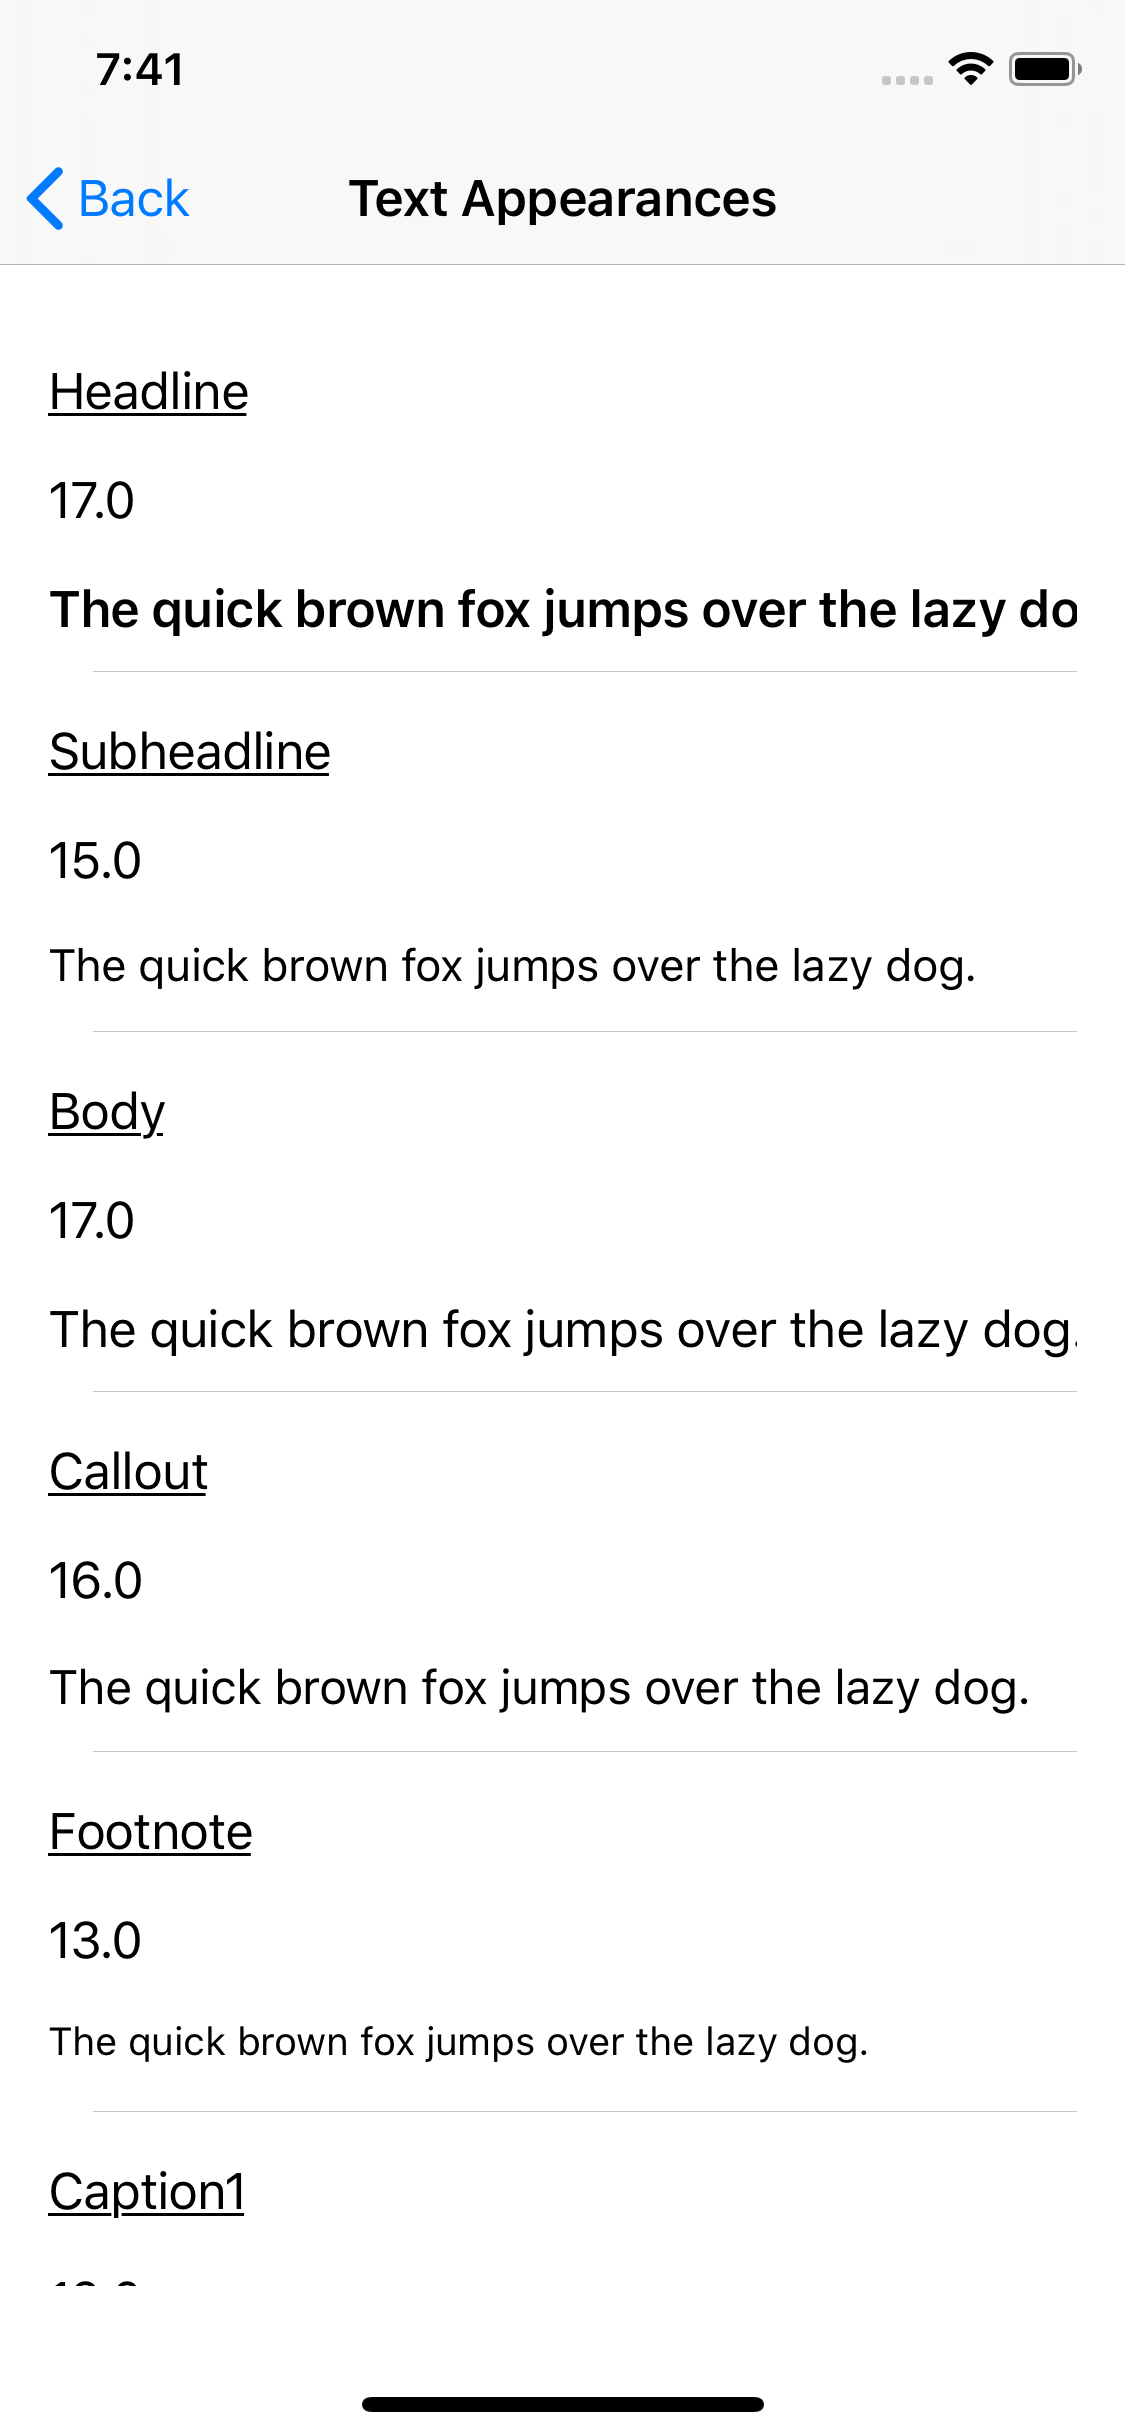 7:41
Back
Text Appearances
Headline
17.0
The quick brown fox jumps over the lazy do
Subheadline
15.0
The quick brown fox jumps over the lazy dog.
Body
17.0
The quick brown fox jumps over the lazy dog.
Callout
16.0
The quick brown fox jumps over the lazy dog.
Footnote
13.0
The quick brown fox jumps over the lazy dog.
Caption1